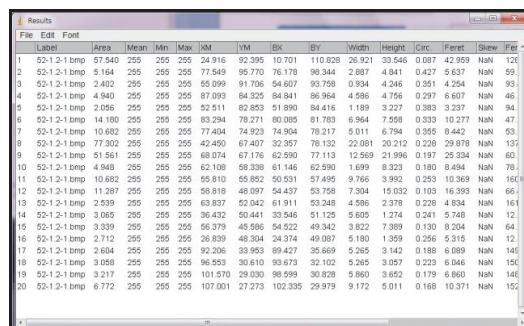 Results
File Edit Font
Label Area Mean Min Max XM YM BX BY Width Height Circ. Feret Skew
1 52-1.2-1.bmp 57.540 255 255 255 24.916 92.395 10.701 110.828 26.921 33.546 0.087 42.959 NaN 128
2 52-1.2-1.bmp 5.164 255 255 255 77.549 95.770 76.178 98.344 2.887 4.841 0.427 5.637 NaN 59.
3 52-1.2-1.bmp 2.402 255 255 255 55.099 91.706 54.607 93.758 0.934 4.246 0.351 4.254 NaN 93.
4 52-1.2-1.bmp 4.940 255 255 255 87.093 84.325 84.841 86.964 4.586 4.756 0.297 6.607 NaN 46.
5 52-1.2-1.bmp 2.056 255 255 255 52.511 82.853 51.890 84.416 1.189 3.227 0.383 3.237 NaN 94.
6 52-1.2-1.bmp 14.180 255 255 255 83.294 78.271 80.085 81.783 6.964 7.558 0.333 10.277 NaN 47.
7 52-1.2-1.bmp 10.682 255 255 255 77.404 74.923 74.904 78.217 5.011 6.794 0.355 8.442 NaN 53.
8 52-1.2-1.bmp 77.302 255 255 255 42.450 67.407 32.357 78.132 22.081 20.212 0.228 29.878 NaN 137
9 52-1.2-1.bmp 51.561 255 255 255 68.074 67.176 62.590 77.113 12.569 21.996 0.197 25.334 NaN 60.
10 52-1.2-1.bmp 4.948 255 255 255 62.108 58.338 61.146 62.590 1.699 8.323 0.180 8.494 NaN 78.
11 52-1.2-1.bmp 10.682 255 255 255 55.810 55.852 50.531 57.495 9.766 3.992 0.253 10.369 NaN 160
12 52-1.2-1.bmp 11.287 255 255 255 58.818 48.097 54.437 53.758 7.304 15.032 0.103 16.393 NaN 66.
13 52-1.2-1.bmp 2.539 255 255 255 63.837 52.042 61.911 53.248 4.586 2.378 0.228 4.834 NaN 161
14 52-1.2-1.bmp 3.065 255 255 255 36.432 50.441 33.546 51.125 5.605 1.274 0.241 5.748 NaN 12.
15 52-1.2-1.bmp 3.339 255 255 255 56.379 45.586 54.522 49.342 3.822 7.389 0.130 8.204 NaN 64.
16 52-1.2-1.bmp 2.712 255 255 255 26.839 48.304 24.374 49.087 5.180 1.359 0.256 5.315 NaN 12.
17 52-1.2-1.bmp 2.604 255 255 255 92.206 33.953 89.427 35.669 5.265 3.142 0.188 6.089 NaN 149
18 52-1.2-1.bmp 3.058 255 255 255 96.553 30.610 93.673 32.102 5.265 3.057 0.223 6.046 NaN 150
19 52-1.2-1.bmp 3.217 255 255 255 101.570 29.030 98.599 30.828 5.860 3.652 0.179 6.860 NaN 148
20 52-1.2-1.bmp 6.772 255 255 255 107.001 27.273 102.335 29.979 9.172 5.011 0.168 10.371 NaN 152